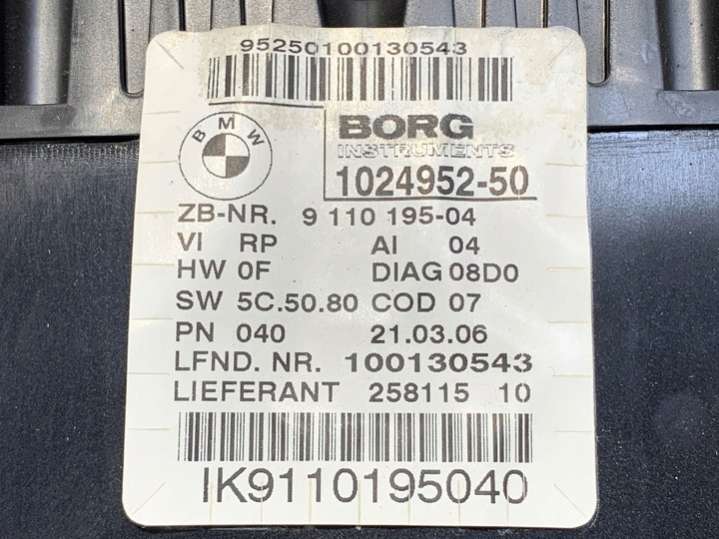 95250100130543
BMW
BORG
INSTRUMENTS
1024952-50
ZB-NR. 9 110 195-04
VI RP AI 04
HW 0F DIAG 08D0
SW 5C.50.80 COD 07
PN 040 21.03.06
LFND. NR. 100130543
LIEFERANT 258115 10
IK9110195040